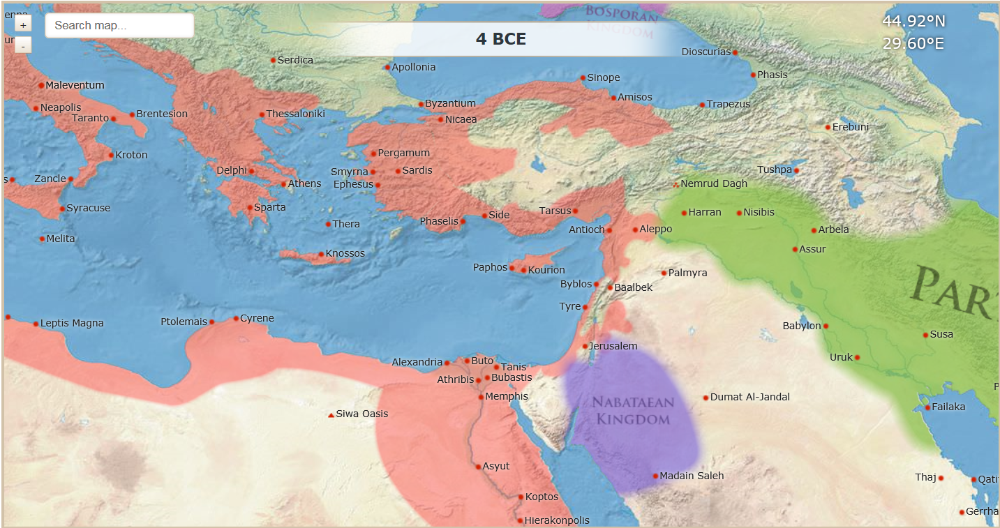 enna
+
Search map...
-
ur
4 BCE
44.92°N
29.60°E
BOSPORAN
KINGDOM
Dioscurias
Serdica
Apollonia
Phasis
Sinope
Maleventum
Amisos
Byzantium
Trapezus
Neapolis
Brentesion
Thessaloniki
Taranto
Nicaea
Erebuni
Pergamum
Kroton
Delphi
Smyrna
Sardis
Tushpa
s
Zancle
Athens
Ephesus
Nemrud Dagh
Syracuse
Sparta
Tarsus
Harran
Nisibis
Side
Phaselis
Thera
Antioch
Aleppo
Arbela
Melita
Assur
Knossos
Paphos
Kourion
Palmyra
Byblos
Baalbek
PAR
Tyre
Leptis Magna
Ptolemais
Cyrene
Babylon
Susa
Jerusalem
Uruk
Alexandria
Buto
Tanis
Athribis
Bubastis
P
Memphis
Dumat Al-Jandal
NABATAEAN
KINGDOM
Failaka
Siwa Oasis
Asyut
Madain Saleh
Thaj
Qati
Koptos
Gerrha
Hierakonpolis